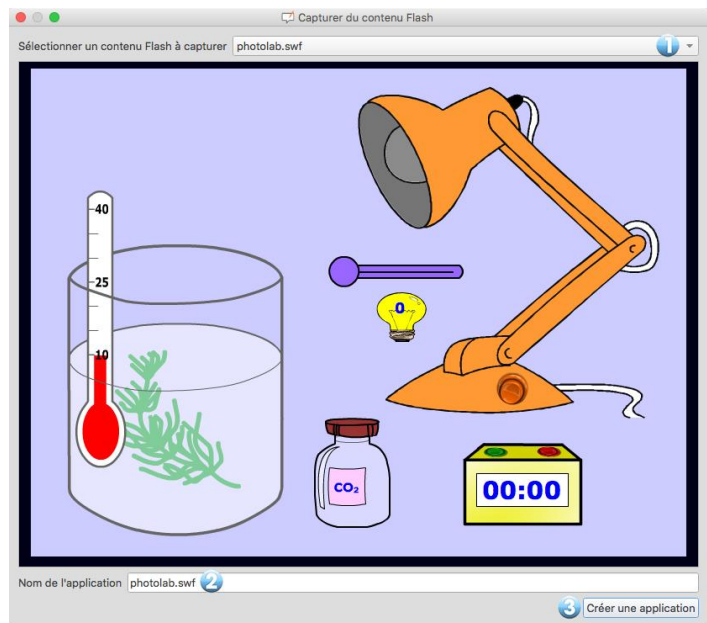 Capturer du contenu Flash
Sélectionner un contenu Flash à capturer photolab.swf 1
40
25
10
0
CO₂
00:00
Nom de l'application photolab.swf 2
3 Créer une application